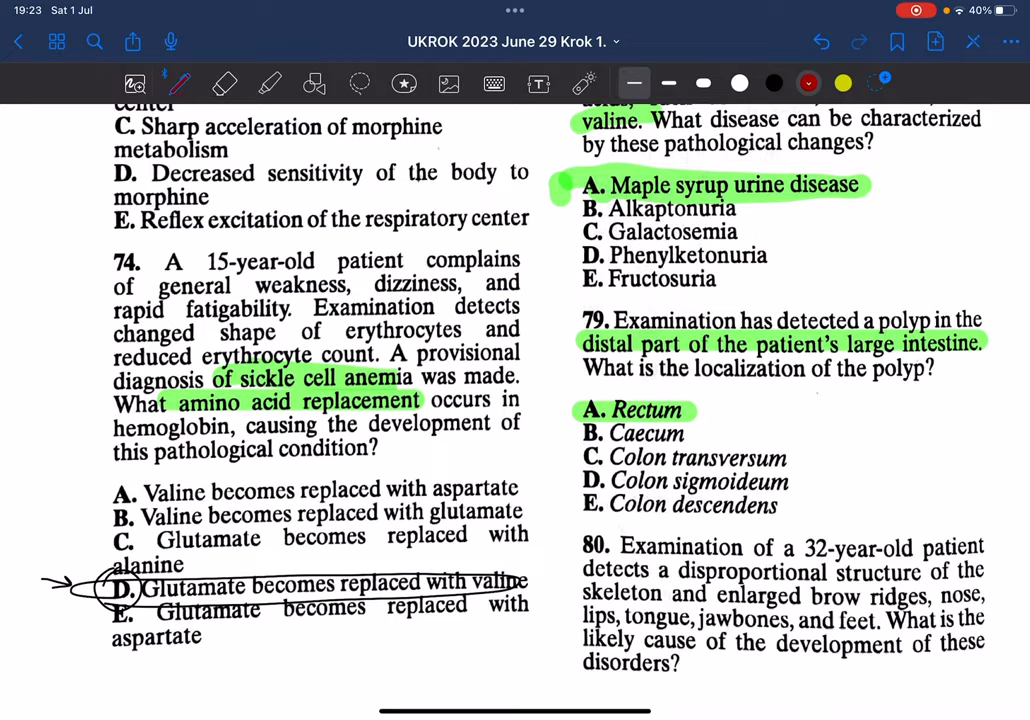 19:23 Sat 1 Jul
40%
UKROK 2023 June 29 Krok 1.
center
C. Sharp acceleration of morphine
metabolism
D. Decreased sensitivity of the body to
morphine
E. Reflex excitation of the respiratory center
74. A 15-year-old patient complains
of general weakness, dizziness, and
rapid fatigability. Examination detects
changed shape of erythrocytes and
reduced erythrocyte count. A provisional
diagnosis of sickle cell anemia was made.
What amino acid replacement occurs in
hemoglobin, causing the development of
this pathological condition?
A. Valine becomes replaced with aspartate
B. Valine becomes replaced with glutamate
C. Glutamate becomes replaced with
alanine
D. Glutamate becomes replaced with valine
E. Glutamate becomes replaced with
aspartate
valine. What disease can be characterized
by these pathological changes?
A. Maple syrup urine disease
B. Alkaptonuria
C. Galactosemia
D. Phenylketonuria
E. Fructosuria
79. Examination has detected a polyp in the
distal part of the patient's large intestine.
What is the localization of the polyp?
A. Rectum
B. Caecum
C. Colon transversum
D. Colon sigmoideum
E. Colon descendens
80. Examination of a 32-year-old patient
detects a disproportional structure of the
skeleton and enlarged brow ridges, nose,
lips, tongue, jawbones, and feet. What is the
likely cause of the development of these
disorders?